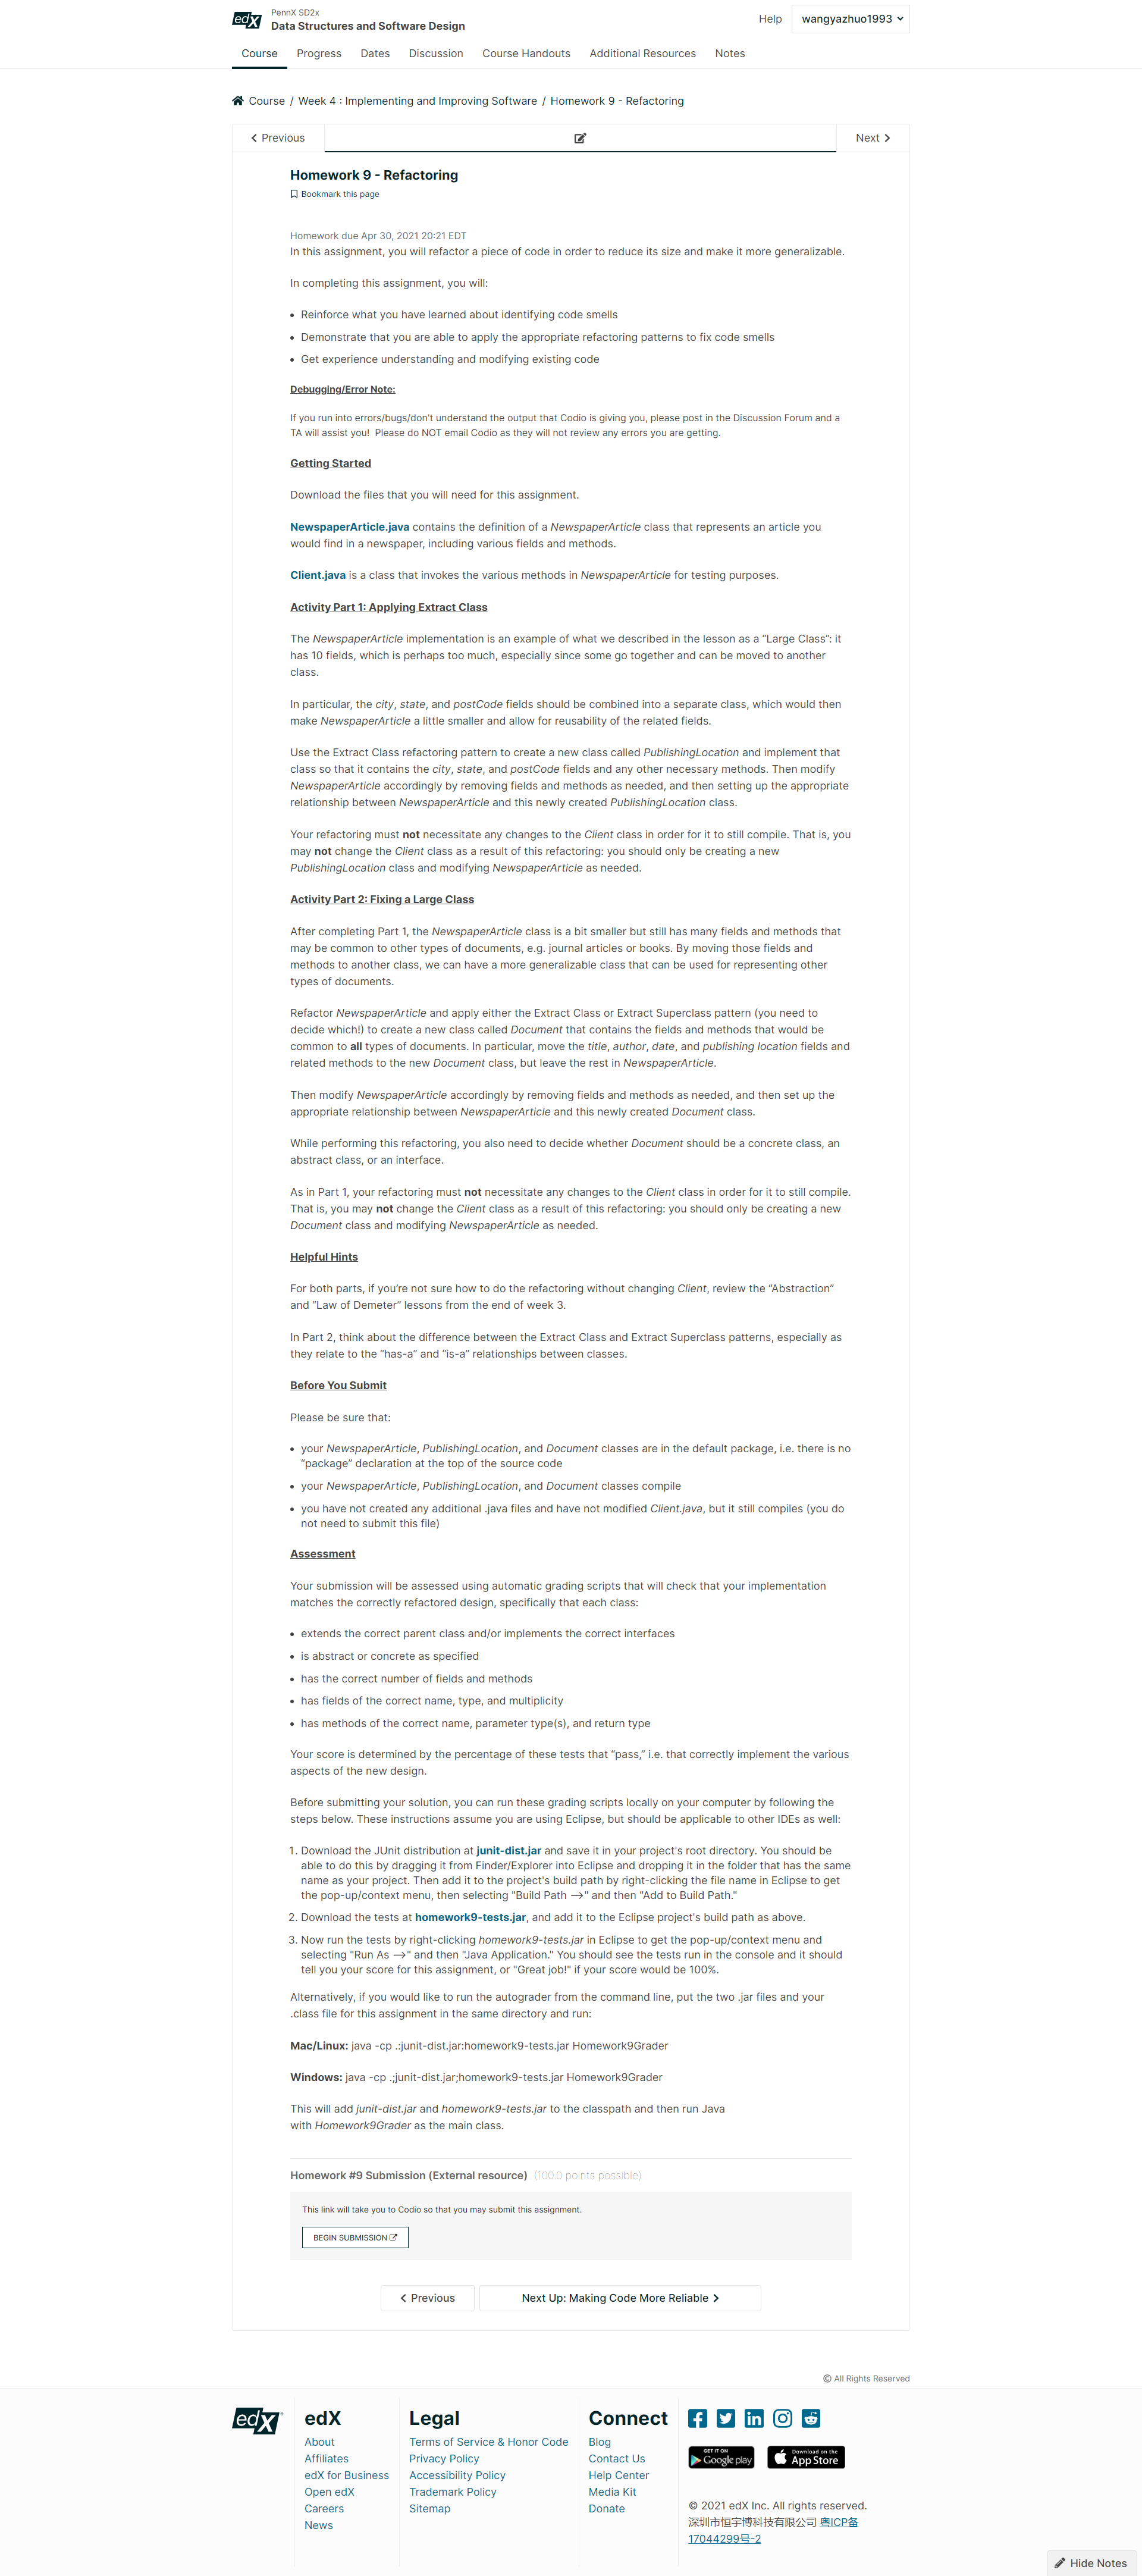 edX
PennX SD2x
Data Structures and Software Design
Help
wangyazhuo1993
Course Progress Dates Discussion Course Handouts Additional Resources Notes
Course / Week 4 : Implementing and Improving Software / Homework 9 - Refactoring
Previous
Next
Homework 9 - Refactoring
Bookmark this page
Homework due Apr 30, 2021 20:21 EDT
In this assignment, you will refactor a piece of code in order to reduce its size and make it more generalizable.
In completing this assignment, you will:
• Reinforce what you have learned about identifying code smells
• Demonstrate that you are able to apply the appropriate refactoring patterns to fix code smells
• Get experience understanding and modifying existing code
Debugging/Error Note:
If you run into errors/bugs/don't understand the output that Codio is giving you, please post in the Discussion Forum and a
TA will assist you!  Please do NOT email Codio as they will not review any errors you are getting.
Getting Started
Download the files that you will need for this assignment.
NewspaperArticle.java contains the definition of a NewspaperArticle class that represents an article you
would find in a newspaper, including various fields and methods.
Client.java is a class that invokes the various methods in NewspaperArticle for testing purposes.
Activity Part 1: Applying Extract Class
The NewspaperArticle implementation is an example of what we described in the lesson as a “Large Class”: it
has 10 fields, which is perhaps too much, especially since some go together and can be moved to another
class.
In particular, the city, state, and postCode fields should be combined into a separate class, which would then
make NewspaperArticle a little smaller and allow for reusability of the related fields.
Use the Extract Class refactoring pattern to create a new class called PublishingLocation and implement that
class so that it contains the city, state, and postCode fields and any other necessary methods. Then modify
NewspaperArticle accordingly by removing fields and methods as needed, and then setting up the appropriate
relationship between NewspaperArticle and this newly created PublishingLocation class.
Your refactoring must not necessitate any changes to the Client class in order for it to still compile. That is, you
may not change the Client class as a result of this refactoring: you should only be creating a new
PublishingLocation class and modifying NewspaperArticle as needed.
Activity Part 2: Fixing a Large Class
After completing Part 1, the NewspaperArticle class is a bit smaller but still has many fields and methods that
may be common to other types of documents, e.g. journal articles or books. By moving those fields and
methods to another class, we can have a more generalizable class that can be used for representing other
types of documents.
Refactor NewspaperArticle and apply either the Extract Class or Extract Superclass pattern (you need to
decide which!) to create a new class called Document that contains the fields and methods that would be
common to all types of documents. In particular, move the title, author, date, and publishing location fields and
related methods to the new Document class, but leave the rest in NewspaperArticle.
Then modify NewspaperArticle accordingly by removing fields and methods as needed, and then set up the
appropriate relationship between NewspaperArticle and this newly created Document class.
While performing this refactoring, you also need to decide whether Document should be a concrete class, an
abstract class, or an interface.
As in Part 1, your refactoring must not necessitate any changes to the Client class in order for it to still compile.
That is, you may not change the Client class as a result of this refactoring: you should only be creating a new
Document class and modifying NewspaperArticle as needed.
Helpful Hints
For both parts, if you’re not sure how to do the refactoring without changing Client, review the “Abstraction”
and “Law of Demeter” lessons from the end of week 3.
In Part 2, think about the difference between the Extract Class and Extract Superclass patterns, especially as
they relate to the “has-a” and “is-a” relationships between classes.
Before You Submit
Please be sure that:
• your NewspaperArticle, PublishingLocation, and Document classes are in the default package, i.e. there is no
“package” declaration at the top of the source code
• your NewspaperArticle, PublishingLocation, and Document classes compile
• you have not created any additional .java files and have not modified Client.java, but it still compiles (you do
not need to submit this file)
Assessment
Your submission will be assessed using automatic grading scripts that will check that your implementation
matches the correctly refactored design, specifically that each class:
• extends the correct parent class and/or implements the correct interfaces
• is abstract or concrete as specified
• has the correct number of fields and methods
• has fields of the correct name, type, and multiplicity
• has methods of the correct name, parameter type(s), and return type
Your score is determined by the percentage of these tests that “pass,” i.e. that correctly implement the various
aspects of the new design.
Before submitting your solution, you can run these grading scripts locally on your computer by following the
steps below. These instructions assume you are using Eclipse, but should be applicable to other IDEs as well:
1. Download the JUnit distribution at junit-dist.jar and save it in your project's root directory. You should be
able to do this by dragging it from Finder/Explorer into Eclipse and dropping it in the folder that has the same
name as your project. Then add it to the project's build path by right-clicking the file name in Eclipse to get
the pop-up/context menu, then selecting "Build Path -->" and then "Add to Build Path."
2. Download the tests at homework9-tests.jar, and add it to the Eclipse project's build path as above.
3. Now run the tests by right-clicking homework9-tests.jar in Eclipse to get the pop-up/context menu and
selecting "Run As -->" and then "Java Application." You should see the tests run in the console and it should
tell you your score for this assignment, or "Great job!" if your score would be 100%.
Alternatively, if you would like to run the autograder from the command line, put the two .jar files and your
.class file for this assignment in the same directory and run:
Mac/Linux: java -cp .:junit-dist.jar:homework9-tests.jar Homework9Grader
Windows: java -cp .;junit-dist.jar;homework9-tests.jar Homework9Grader
This will add junit-dist.jar and homework9-tests.jar to the classpath and then run Java
with Homework9Grader as the main class.
Homework #9 Submission (External resource) (100.0 points possible)
This link will take you to Codio so that you may submit this assignment.
BEGIN SUBMISSION
Previous
Next Up: Making Code More Reliable
© All Rights Reserved
edX
edX
About
Affiliates
edX for Business
Open edX
Careers
News
Legal
Terms of Service & Honor Code
Privacy Policy
Accessibility Policy
Trademark Policy
Sitemap
Connect
Blog
Contact Us
Help Center
Media Kit
Donate
GET IT ON
Google play
Download on the
App Store
© 2021 edX Inc. All rights reserved.
深圳市恒宇博科技有限公司 粤ICP备
17044299号-2
Hide Notes